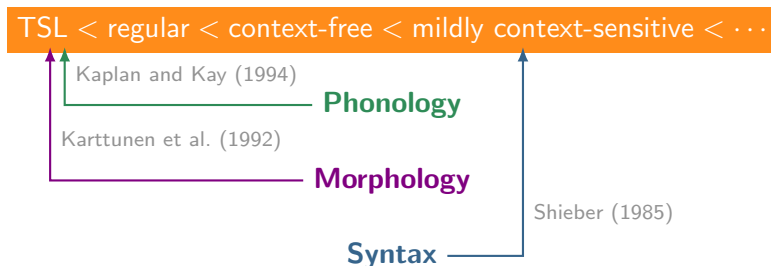 TSL < regular < context-free < mildly context-sensitive < ⋯
Kaplan and Kay (1994)
Phonology
Karttunen et al. (1992)
Morphology
Shieber (1985)
Syntax